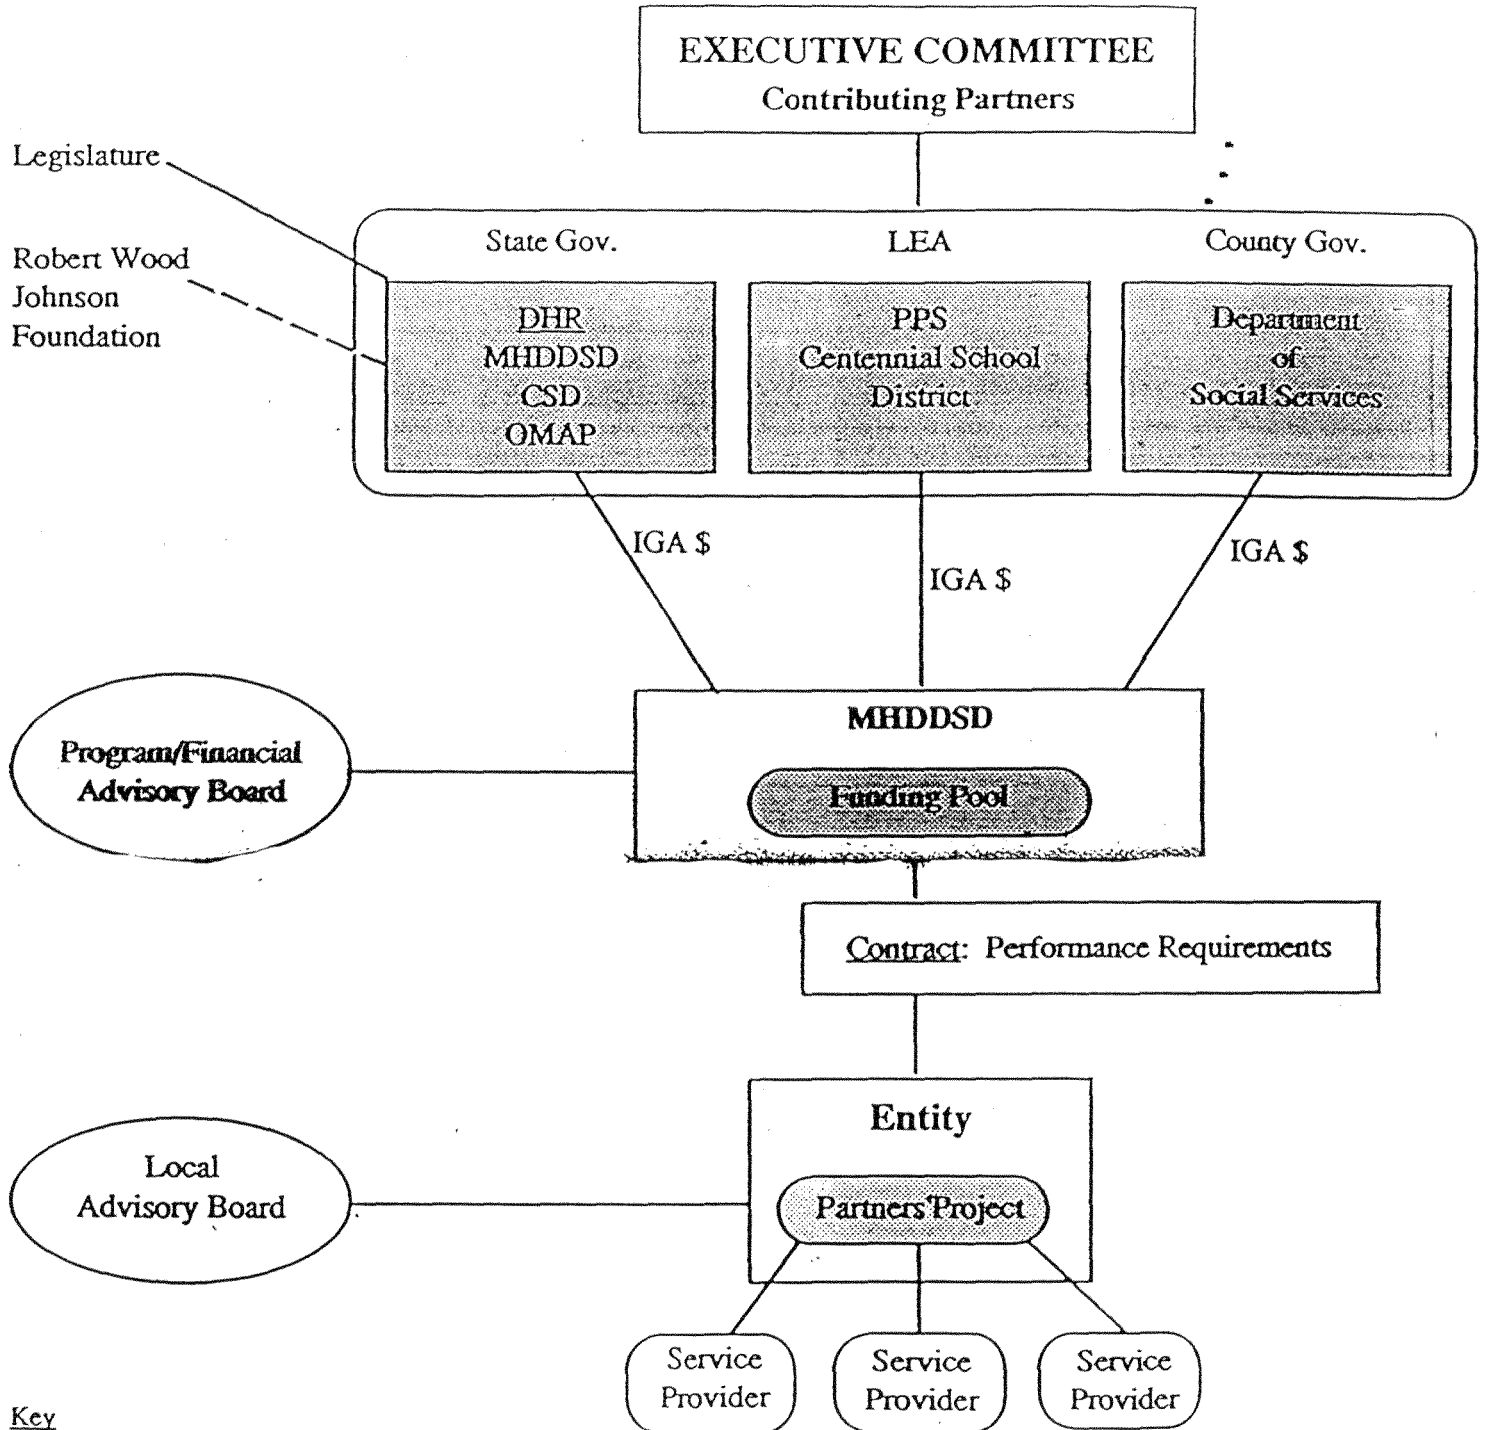 EXECUTIVE COMMITTEE
Contributing Partners
Legislature
Robert Wood
Johnson
Foundation
State Gov.
LEA
County Gov.
DHR
MHDDSD
CSD
OMAP
PPS
Centennial School
District
Department
of
Social Services
IGA $
IGA $
IGA $
Program/Financial
Advisory Board
MHDDSD
Funding Pool
Contract: Performance Requirements
Entity
Local
Advisory Board
Partners' Project
Service
Provider
Service
Provider
Service
Provider
Key